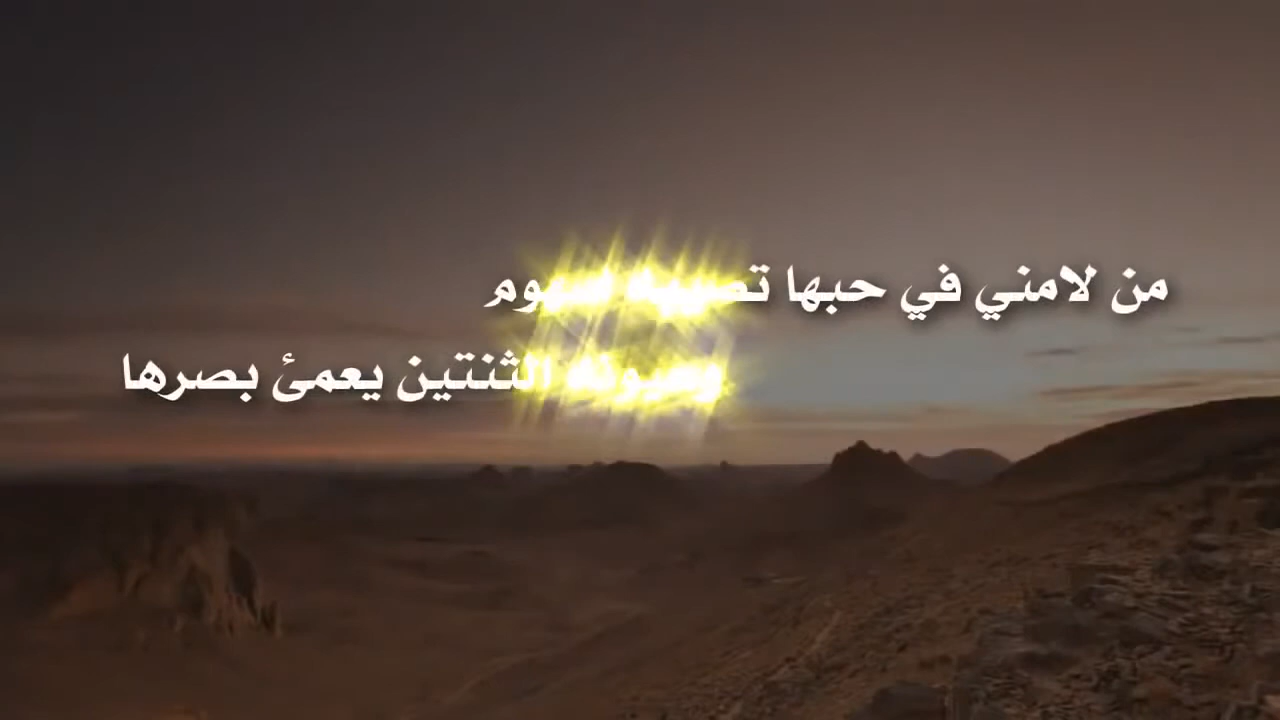 من لامني في حبها
الثنتين يعمئ بصرها